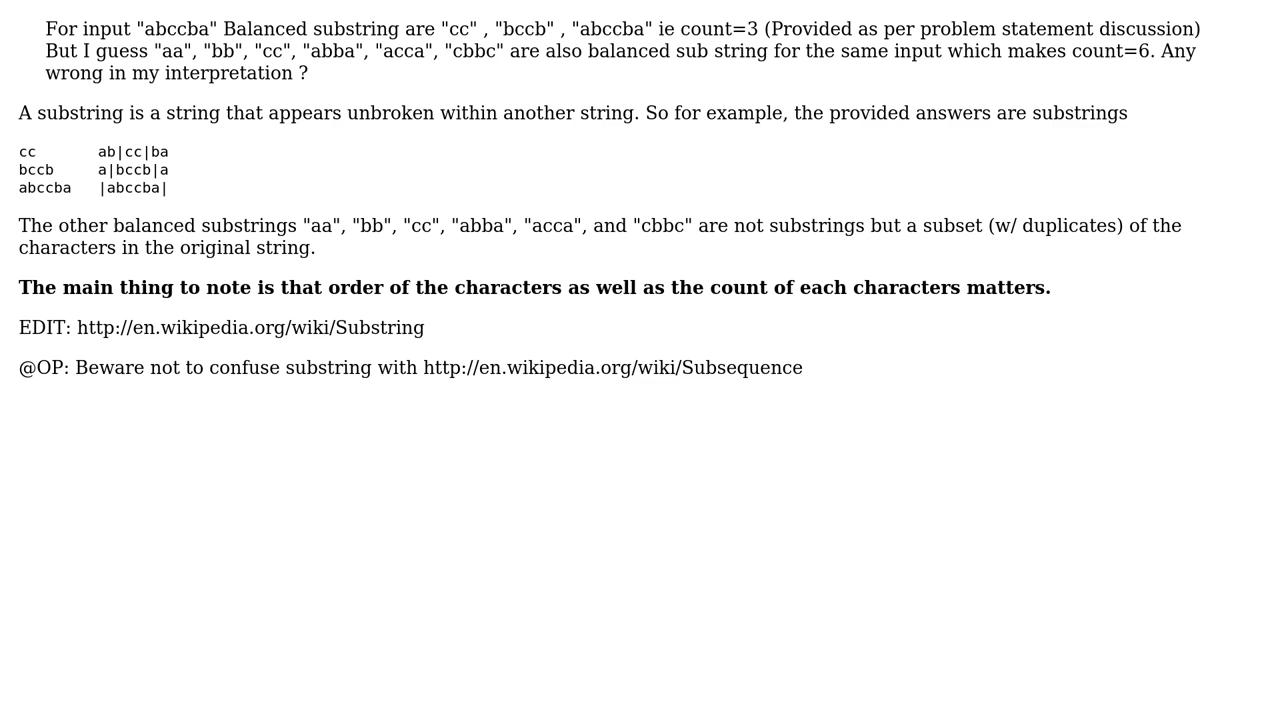 For input "abccba" Balanced substring are "cc" , "bccb" , "abccba" ie count=3 (Provided as per problem statement discussion)
But I guess "aa", "bb", "cc", "abba", "acca", "cbbc" are also balanced sub string for the same input which makes count=6. Any
wrong in my interpretation ?
A substring is a string that appears unbroken within another string. So for example, the provided answers are substrings
cc       ab|cc|ba
bccb     a|bccb|a
abccba   |abccba|
The other balanced substrings "aa", "bb", "cc", "abba", "acca", and "cbbc" are not substrings but a subset (w/ duplicates) of the
characters in the original string.
The main thing to note is that order of the characters as well as the count of each characters matters.
EDIT: http://en.wikipedia.org/wiki/Substring
@OP: Beware not to confuse substring with http://en.wikipedia.org/wiki/Subsequence